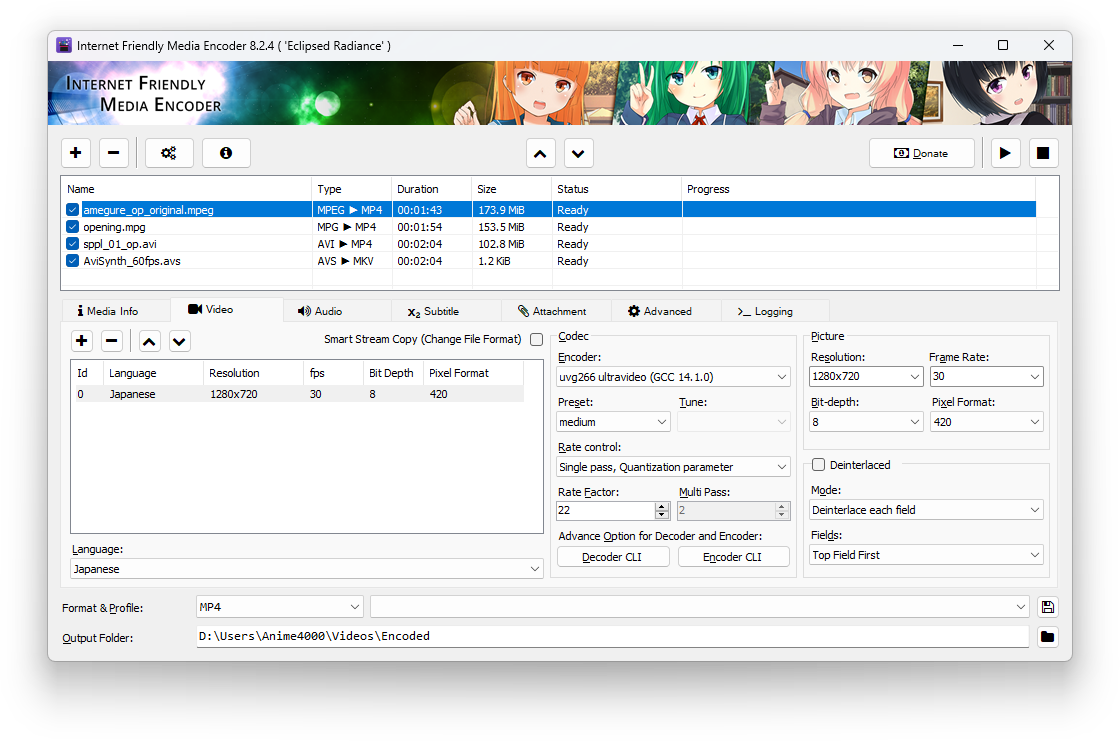 Internet Friendly Media Encoder 8.2.4 ( 'Eclipsed Radiance' )
Internet Friendly
Media Encoder
Donate
Name Type Duration Size Status Progress
amegure_op_original.mpeg MPEG ► MP4 00:01:43 173.9 MiB Ready
opening.mpg MPG ► MP4 00:01:54 153.5 MiB Ready
sppl_01_op.avi AVI ► MP4 00:02:04 102.8 MiB Ready
AviSynth_60fps.avs AVS ► MKV 00:02:04 1.2 KiB Ready
Media Info Video Audio Subtitle Attachment Advanced Logging
Smart Stream Copy (Change File Format)
Id Language Resolution fps Bit Depth Pixel Format
0 Japanese 1280x720 30 8 420
Language:
Japanese
Codec
Encoder:
uvg266 ultravideo (GCC 14.1.0)
Preset: Tune:
medium
Rate control:
Single pass, Quantization parameter
Rate Factor: Multi Pass:
22 2
Advance Option for Decoder and Encoder:
Decoder CLI Encoder CLI
Picture
Resolution: Frame Rate:
1280x720 30
Bit-depth: Pixel Format:
8 420
Deinterlaced
Mode:
Deinterlace each field
Fields:
Top Field First
Format & Profile: MP4
Output Folder: D:\Users\Anime4000\Videos\Encoded